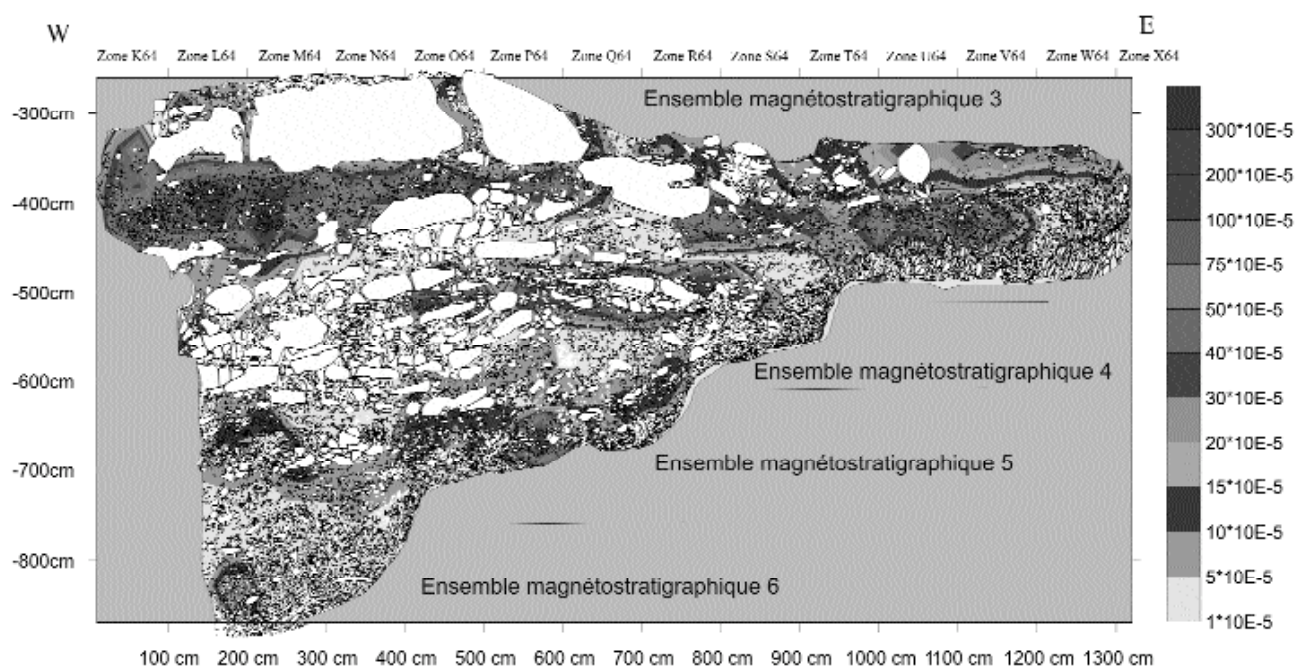 W E
Zone K64 Zone L64 Zone M64 Zone N64 Zone O64 Zone P64 Zone Q64 Zone R64 Zone S64 Zone T64 Zone U64 Zone V64 Zone W64 Zone X64
Ensemble magnétostratigraphique 3
-300cm
-400cm
-500cm
-600cm
-700cm
-800cm
Ensemble magnétostratigraphique 4
Ensemble magnétostratigraphique 5
Ensemble magnétostratigraphique 6
300*10E-5
200*10E-5
100*10E-5
75*10E-5
50*10E-5
40*10E-5
30*10E-5
20*10E-5
15*10E-5
10*10E-5
5*10E-5
1*10E-5
100 cm 200 cm 300 cm 400 cm 500 cm 600 cm 700 cm 800 cm 900 cm 1000 cm 1100 cm 1200 cm 1300 cm